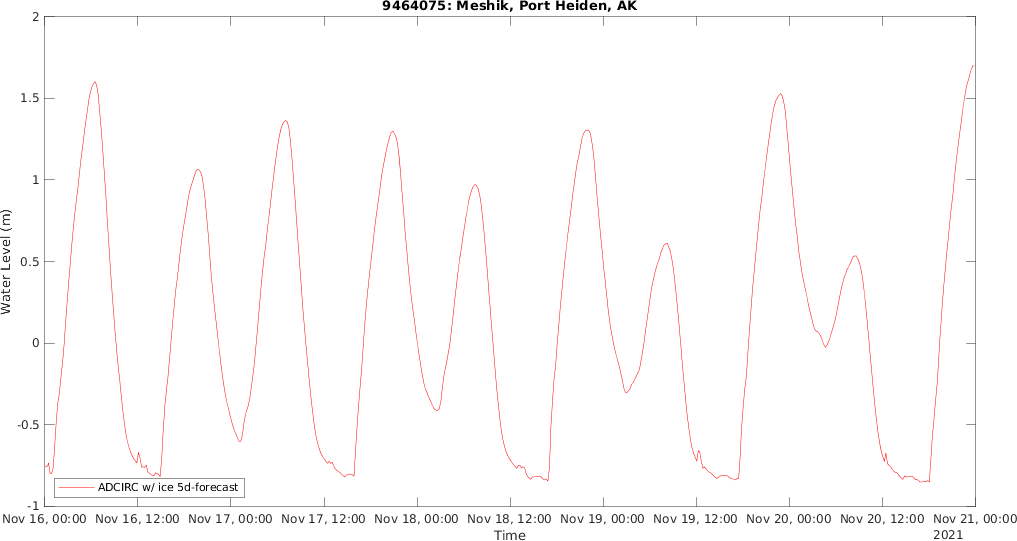 9464075: Meshik, Port Heiden, AK
2
1.5
1
0.5
0
-0.5
-1
Water Level (m)
ADCIRC w/ ice 5d-forecast
Nov 16, 00:00 Nov 16, 12:00 Nov 17, 00:00 Nov 17, 12:00 Nov 18, 00:00 Nov 18, 12:00 Nov 19, 00:00 Nov 19, 12:00 Nov 20, 00:00 Nov 20, 12:00 Nov 21, 00:00
Time
2021